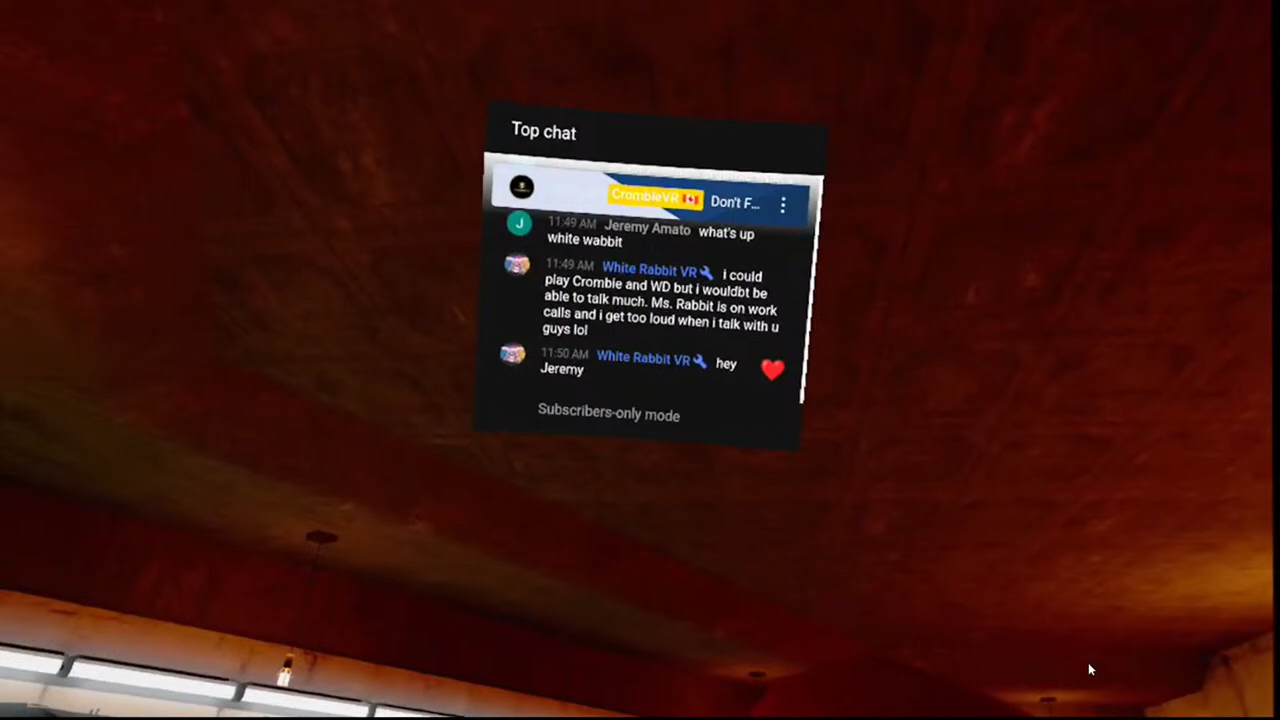 Top chat
CrombieVR 🇨🇦 Don't F...
11:49 AM Jeremy Amato what's up
white wabbit
11:49 AM White Rabbit VR i could
play Crombie and WD but i wouldbt be
able to talk much. Ms. Rabbit is on work
calls and i get too loud when i talk with u
guys lol
11:50 AM White Rabbit VR hey
Jeremy
Subscribers-only mode